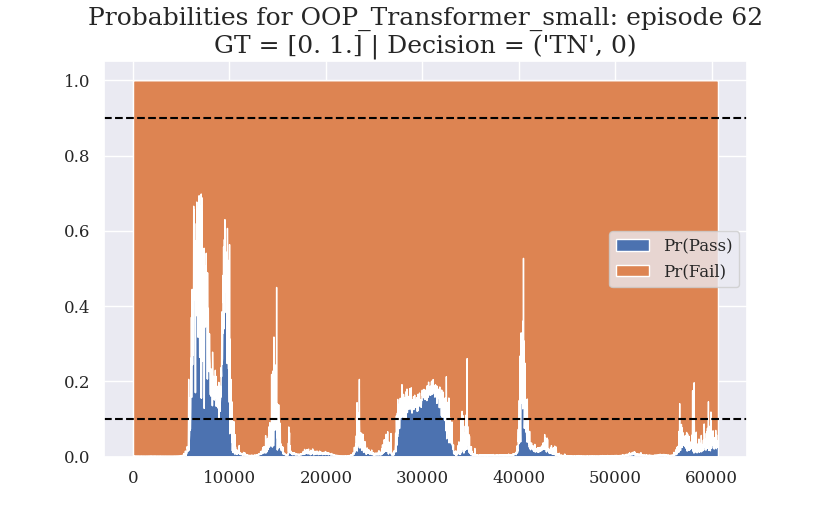 Probabilities for OOP_Transformer_small: episode 62
GT = [0. 1.] | Decision = ('TN', 0)
1.0
0.8
0.6
0.4
0.2
0.0
Pr(Pass)
Pr(Fail)
0 10000 20000 30000 40000 50000 60000